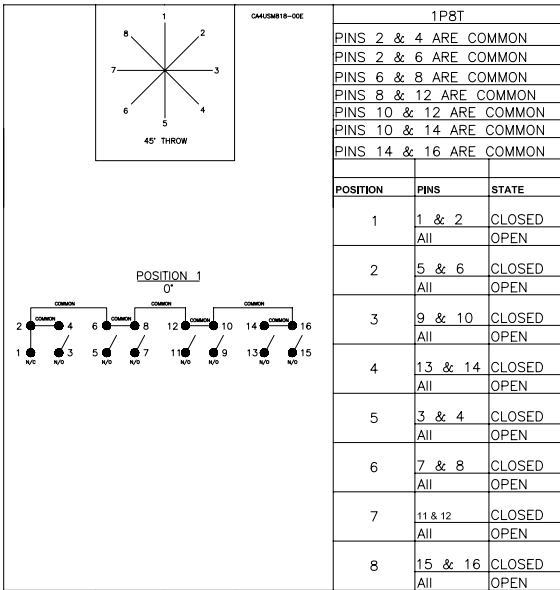 CA4USM818-00E
1
8 2
7 3
6 4
5
45° THROW
1P8T
PINS 2 & 4 ARE COMMON
PINS 2 & 6 ARE COMMON
PINS 6 & 8 ARE COMMON
PINS 8 & 12 ARE COMMON
PINS 10 & 12 ARE COMMON
PINS 10 & 14 ARE COMMON
PINS 14 & 16 ARE COMMON
POSITION PINS STATE
1 1 & 2 CLOSED
All OPEN
2 5 & 6 CLOSED
All OPEN
3 9 & 10 CLOSED
All OPEN
4 13 & 14 CLOSED
All OPEN
5 3 & 4 CLOSED
All OPEN
6 7 & 8 CLOSED
All OPEN
7 11 & 12 CLOSED
All OPEN
8 15 & 16 CLOSED
All OPEN
POSITION 1
0°
COMMON COMMON COMMON
COMMON COMMON COMMON COMMON
2 4 6 8 12 10 14 16
1 3 5 7 11 9 13 15
N/C N/O N/O N/O N/O N/O N/O N/O